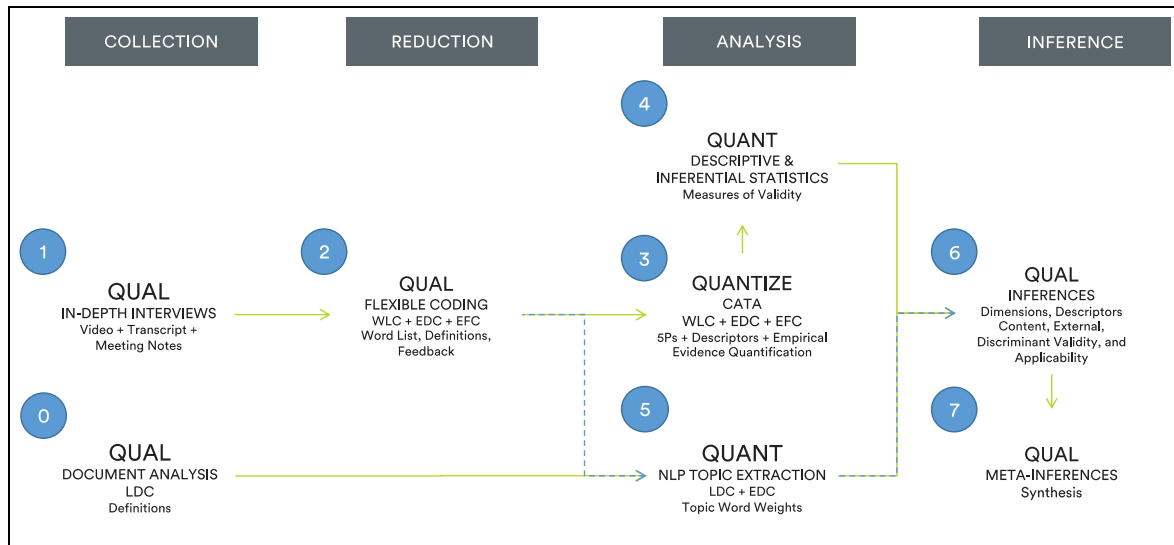 COLLECTION
REDUCTION
ANALYSIS
INFERENCE
4
QUANT
DESCRIPTIVE &
INFERENTIAL STATISTICS
Measures of Validity
1
QUAL
IN-DEPTH INTERVIEWS
Video + Transcript +
Meeting Notes
2
QUAL
FLEXIBLE CODING
WLC + EDC + EFC
Word List, Definitions,
Feedback
3
QUANTIZE
CATA
WLC + EDC + EFC
5Ps + Descriptors + Empirical
Evidence Quantification
6
QUAL
INFERENCES
Dimensions, Descriptors
Content, External,
Discriminant Validity, and
Applicability
0
QUAL
DOCUMENT ANALYSIS
LDC
Definitions
5
QUANT
NLP TOPIC EXTRACTION
LDC + EDC
Topic Word Weights
7
QUAL
META-INFERENCES
Synthesis